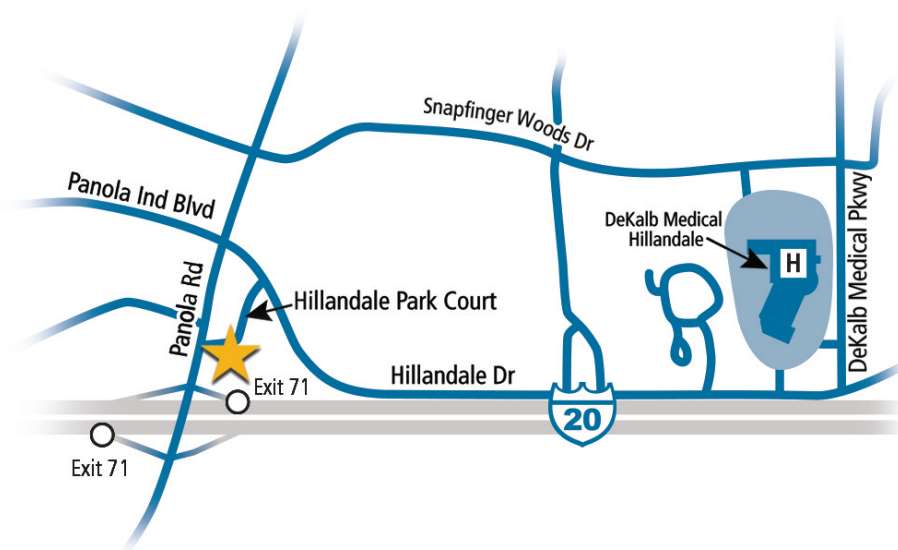 Snapfinger Woods Dr
Panola Ind Blvd
DeKalb Medical
Hillandale
H
DeKalb Medical Pkwy
Panola Rd
Hillandale Park Court
Hillandale Dr
Exit 71
20
Exit 71